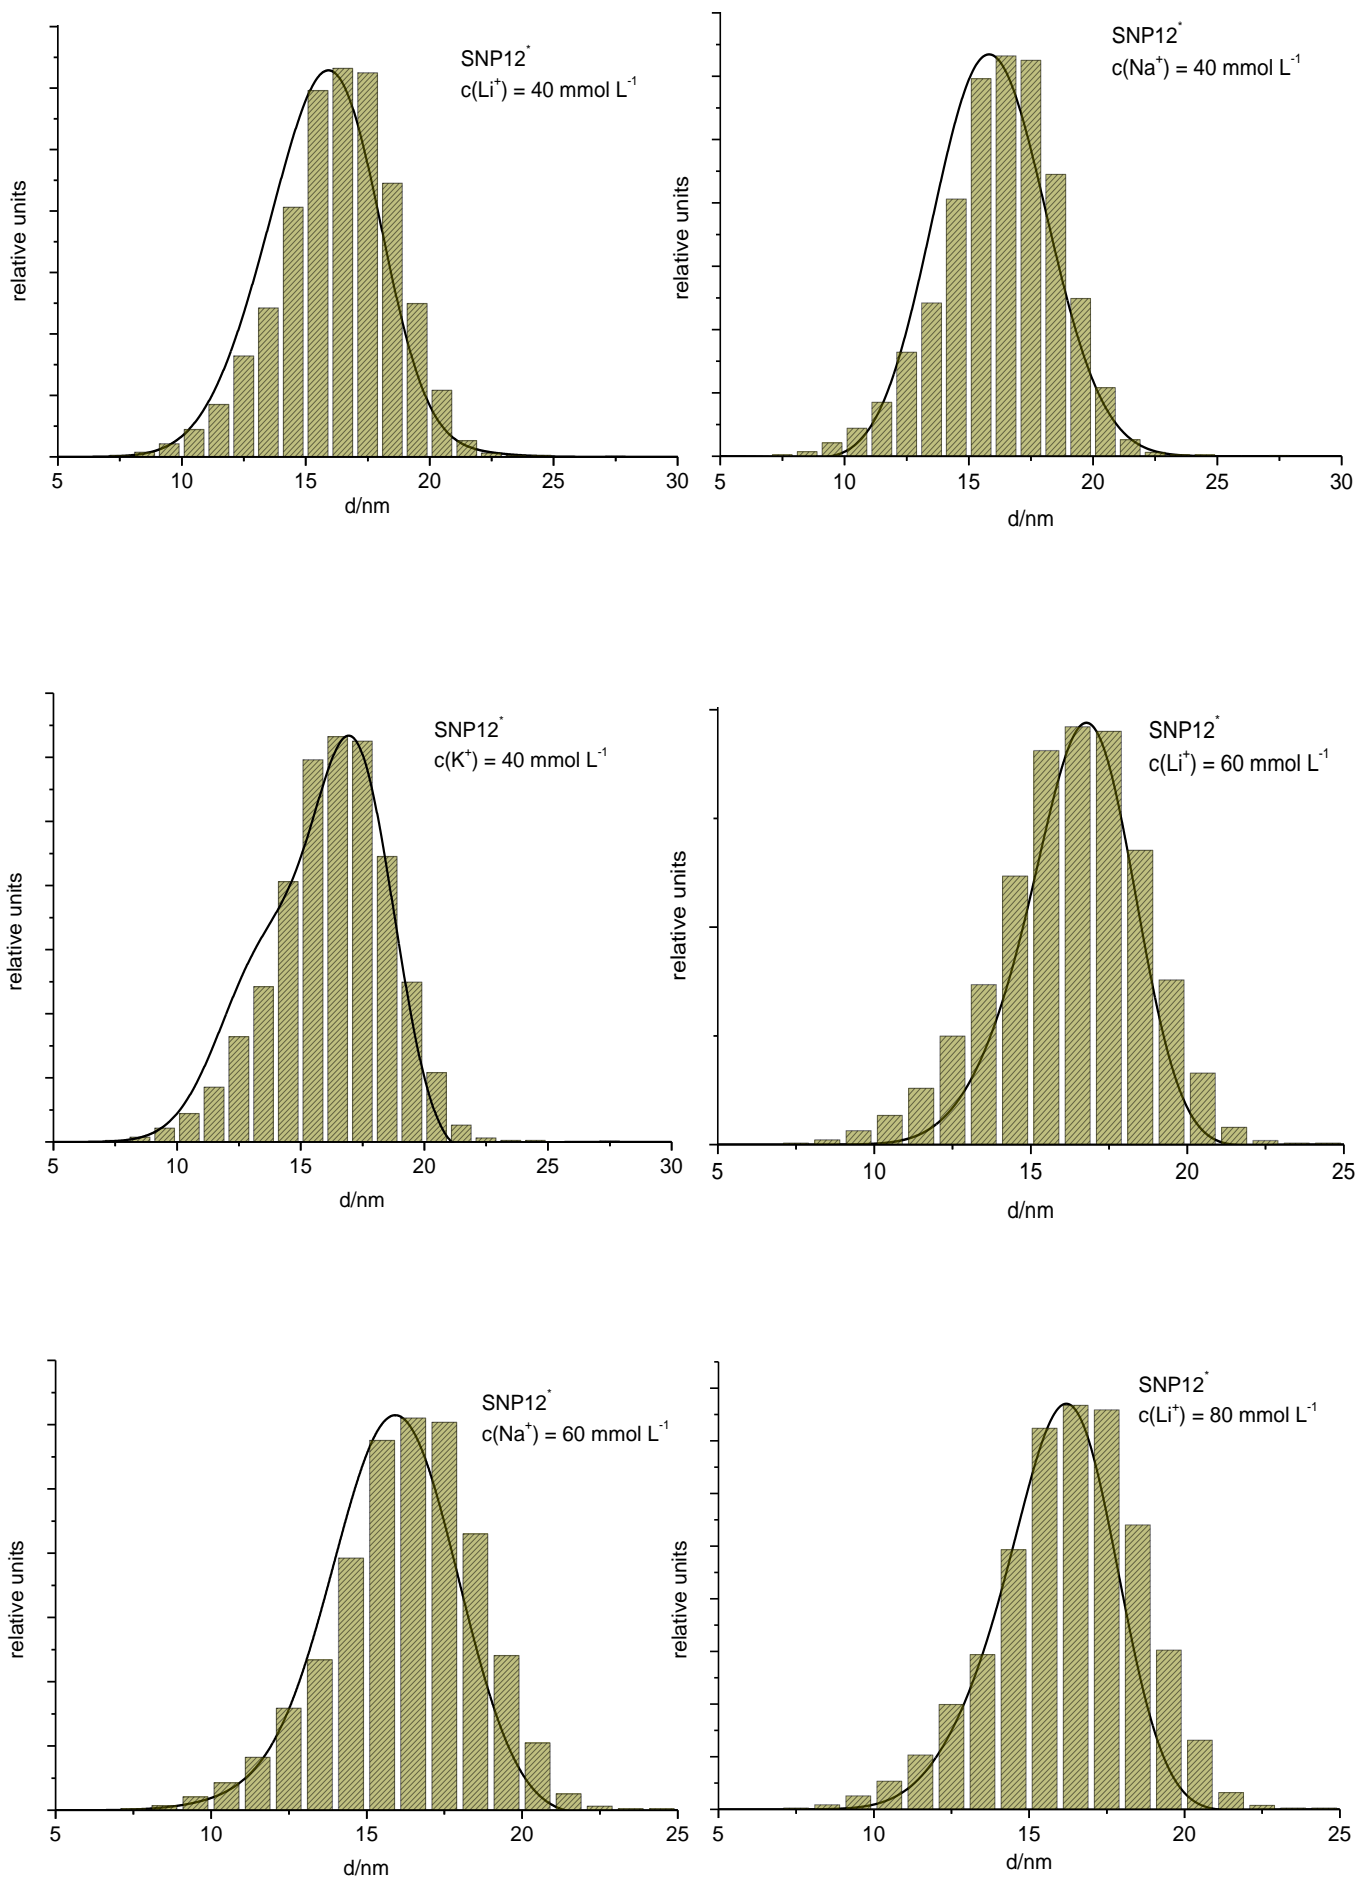 SNP12*
c(Li⁺) = 40 mmol L⁻¹
relative units
5 10 15 20 25 30
d/nm
SNP12*
c(Na⁺) = 40 mmol L⁻¹
relative units
5 10 15 20 25 30
d/nm
SNP12*
c(K⁺) = 40 mmol L⁻¹
relative units
5 10 15 20 25 30
d/nm
SNP12*
c(Li⁺) = 60 mmol L⁻¹
relative units
5 10 15 20 25
d/nm
SNP12*
c(Na⁺) = 60 mmol L⁻¹
relative units
5 10 15 20 25
d/nm
SNP12*
c(Li⁺) = 80 mmol L⁻¹
relative units
5 10 15 20 25
d/nm